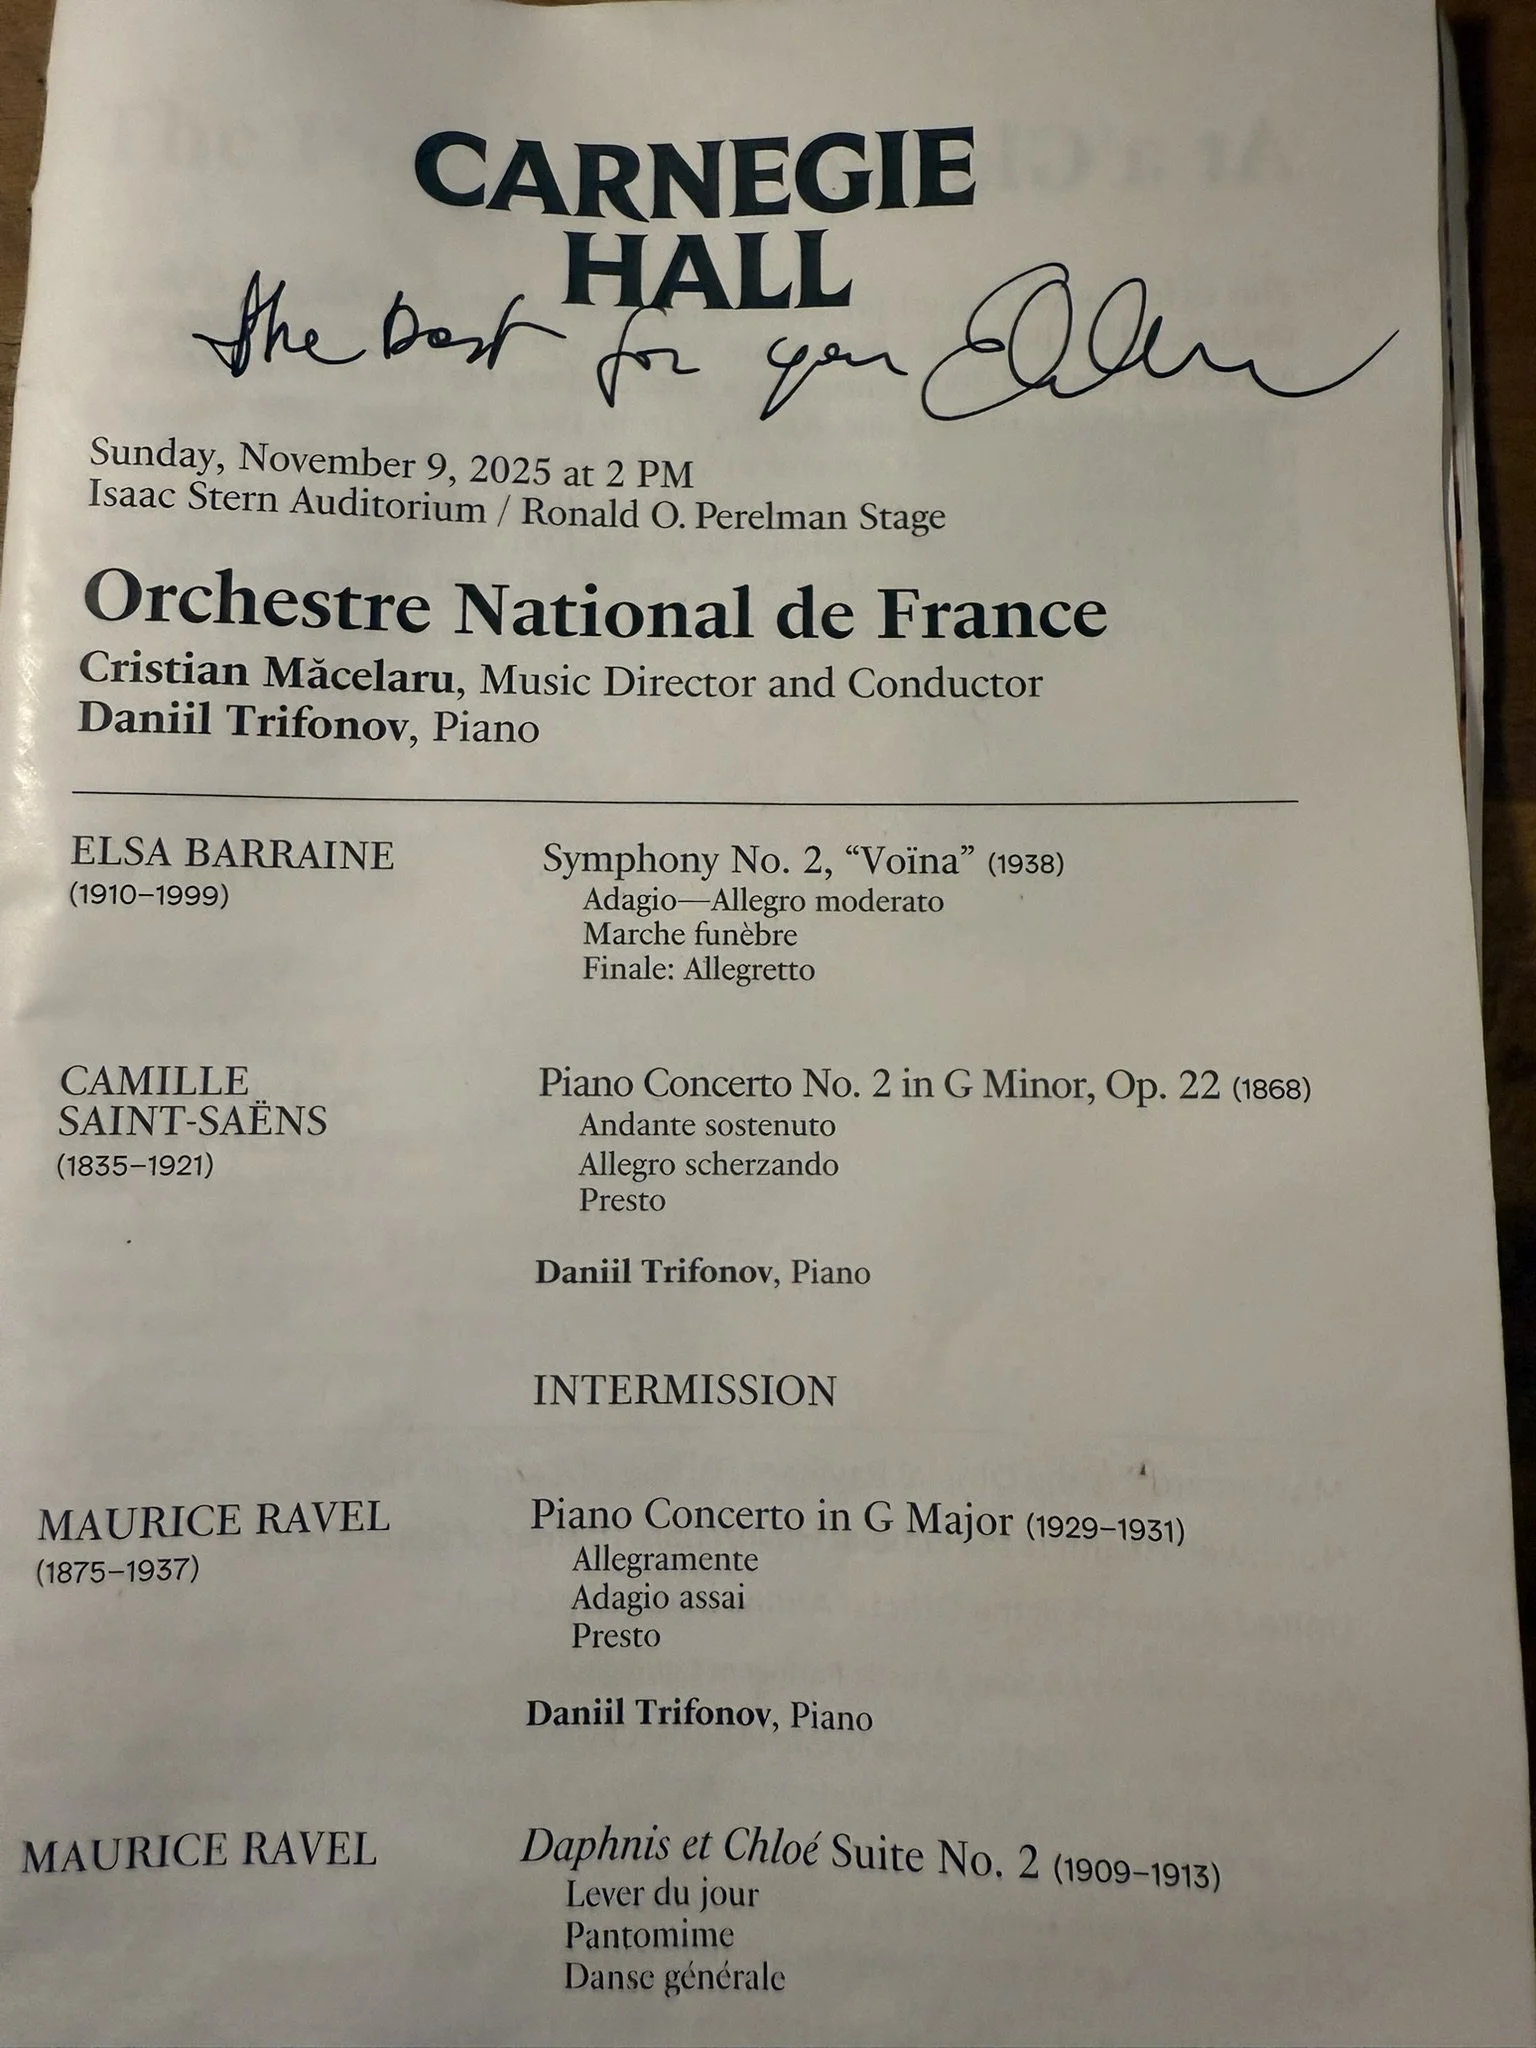 CARNEGIE
HALL
the best for you
Sunday, November 9, 2025 at 2 PM
Isaac Stern Auditorium / Ronald O. Perelman Stage
Orchestre National de France
Cristian Măcelaru, Music Director and Conductor
Daniil Trifonov, Piano
ELSA BARRAINE
(1910–1999)
Symphony No. 2, “Voïna” (1938)
Adagio—Allegro moderato
Marche funèbre
Finale: Allegretto
CAMILLE
SAINT-SAËNS
(1835–1921)
Piano Concerto No. 2 in G Minor, Op. 22 (1868)
Andante sostenuto
Allegro scherzando
Presto
Daniil Trifonov, Piano
INTERMISSION
MAURICE RAVEL
(1875–1937)
Piano Concerto in G Major (1929–1931)
Allegramente
Adagio assai
Presto
Daniil Trifonov, Piano
MAURICE RAVEL
Daphnis et Chloé Suite No. 2 (1909–1913)
Lever du jour
Pantomime
Danse générale